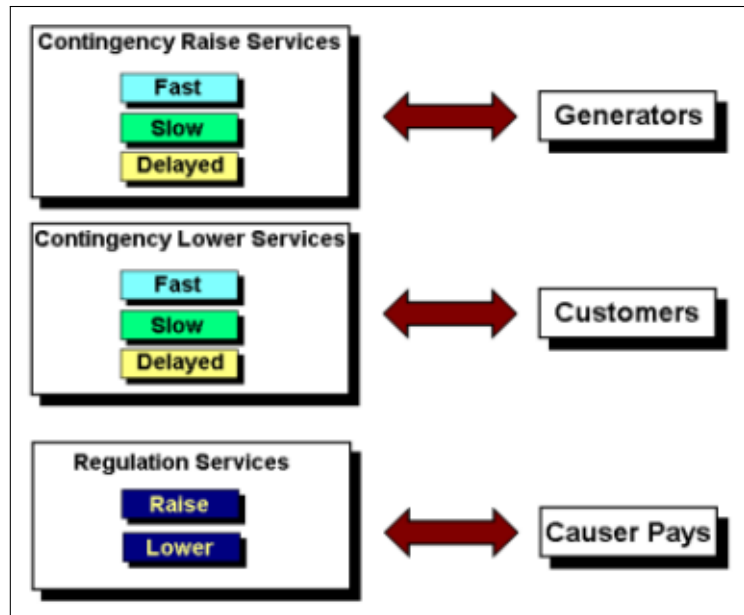 Contingency Raise Services
Fast
Slow
Delayed
Generators
Contingency Lower Services
Fast
Slow
Delayed
Customers
Regulation Services
Raise
Lower
Causer Pays